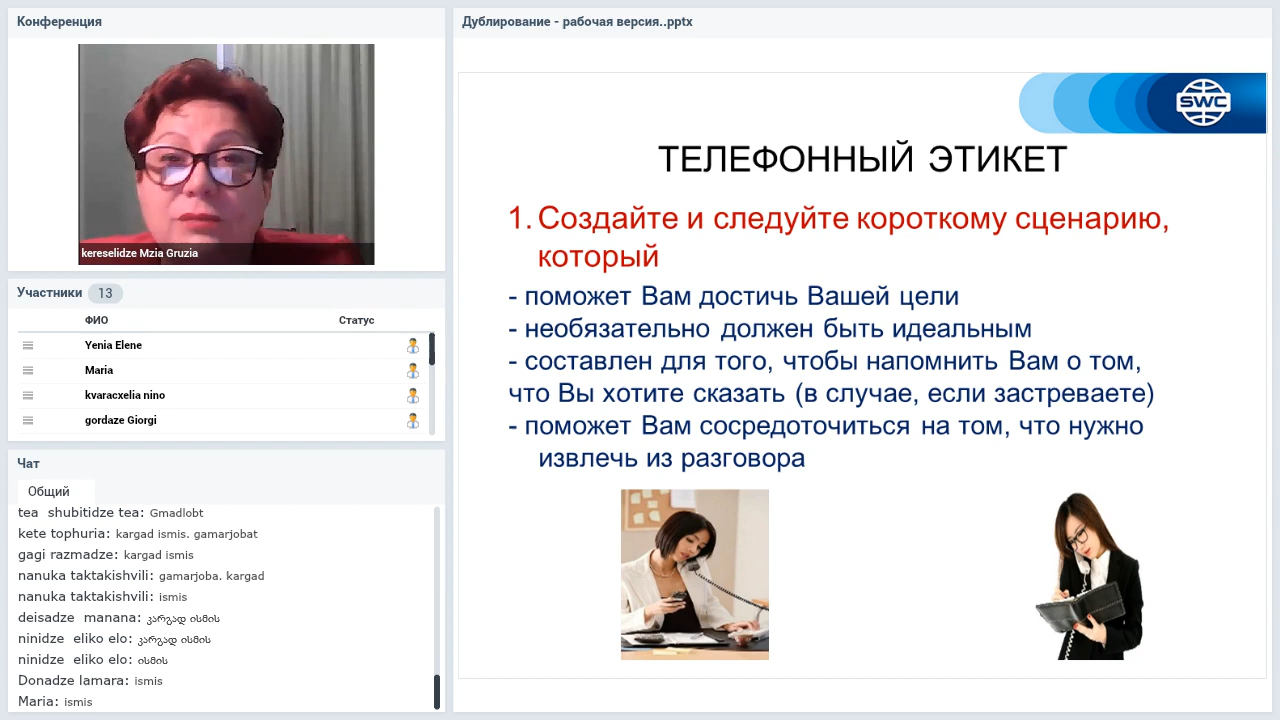 Конференция
kereselidze Mzia Gruzia
Участники 13
ФИО Статус
Yenia Elene
Maria
kvaracxelia nino
gordaze Giorgi
Чат
Общий
tea shubitidze tea: Gmadlobt
kete tophuria: kargad ismis. gamarjobat
gagi razmadze: kargad ismis
nanuka taktakishvili: gamarjoba. kargad
nanuka taktakishvili: ismis
deisadze manana: კარგად ისმის
ninidze eliko elo: კარგად ისმის
ninidze eliko elo: ისმის
Donadze lamara: ismis
Maria: ismis
Дублирование - рабочая версия..pptx
SWC
ТЕЛЕФОННЫЙ ЭТИКЕТ
1. Создайте и следуйте короткому сценарию,
который
- поможет Вам достичь Вашей цели
- необязательно должен быть идеальным
- составлен для того, чтобы напомнить Вам о том,
что Вы хотите сказать (в случае, если застреваете)
- поможет Вам сосредоточиться на том, что нужно
извлечь из разговора